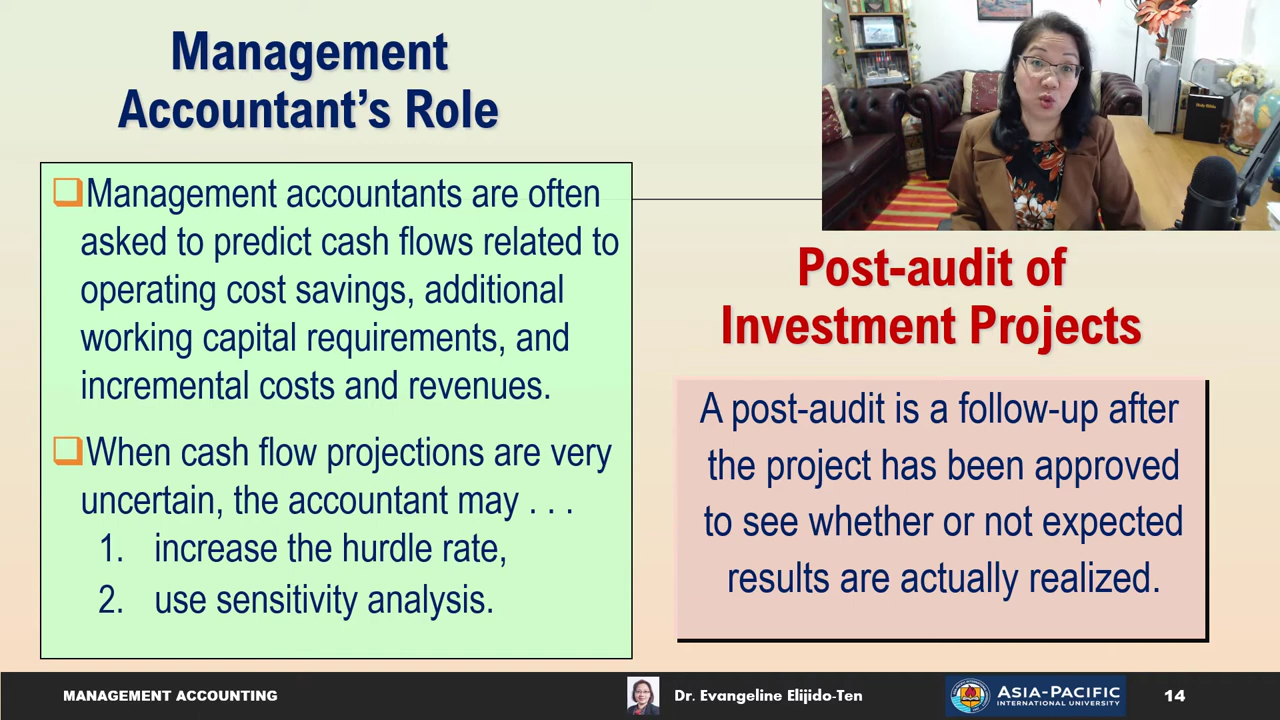 Management
Accountant's Role
❑Management accountants are often
asked to predict cash flows related to
operating cost savings, additional
working capital requirements, and
incremental costs and revenues.
❑When cash flow projections are very
uncertain, the accountant may . . .
1. increase the hurdle rate,
2. use sensitivity analysis.
Holy Bible
Post-audit of
Investment Projects
A post-audit is a follow-up after
the project has been approved
to see whether or not expected
results are actually realized.
MANAGEMENT ACCOUNTING
Dr. Evangeline Elijido-Ten
ASIA-PACIFIC
INTERNATIONAL UNIVERSITY
14